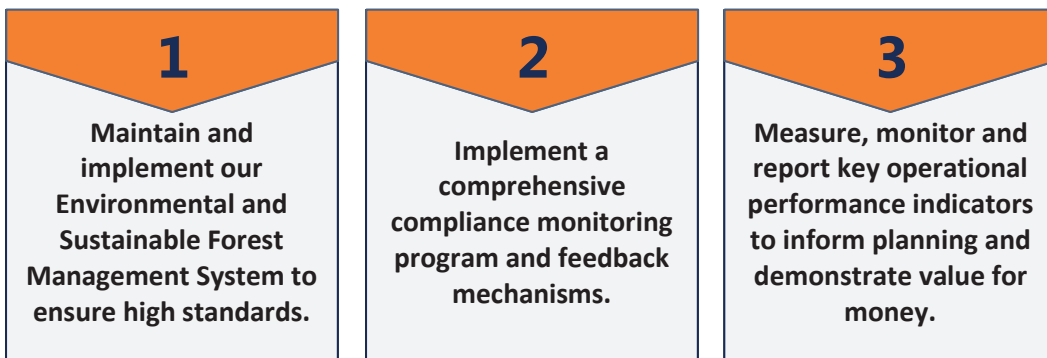 1
Maintain and
implement our
Environmental and
Sustainable Forest
Management System to
ensure high standards.
2
Implement a
comprehensive
compliance monitoring
program and feedback
mechanisms.
3
Measure, monitor and
report key operational
performance indicators
to inform planning and
demonstrate value for
money.